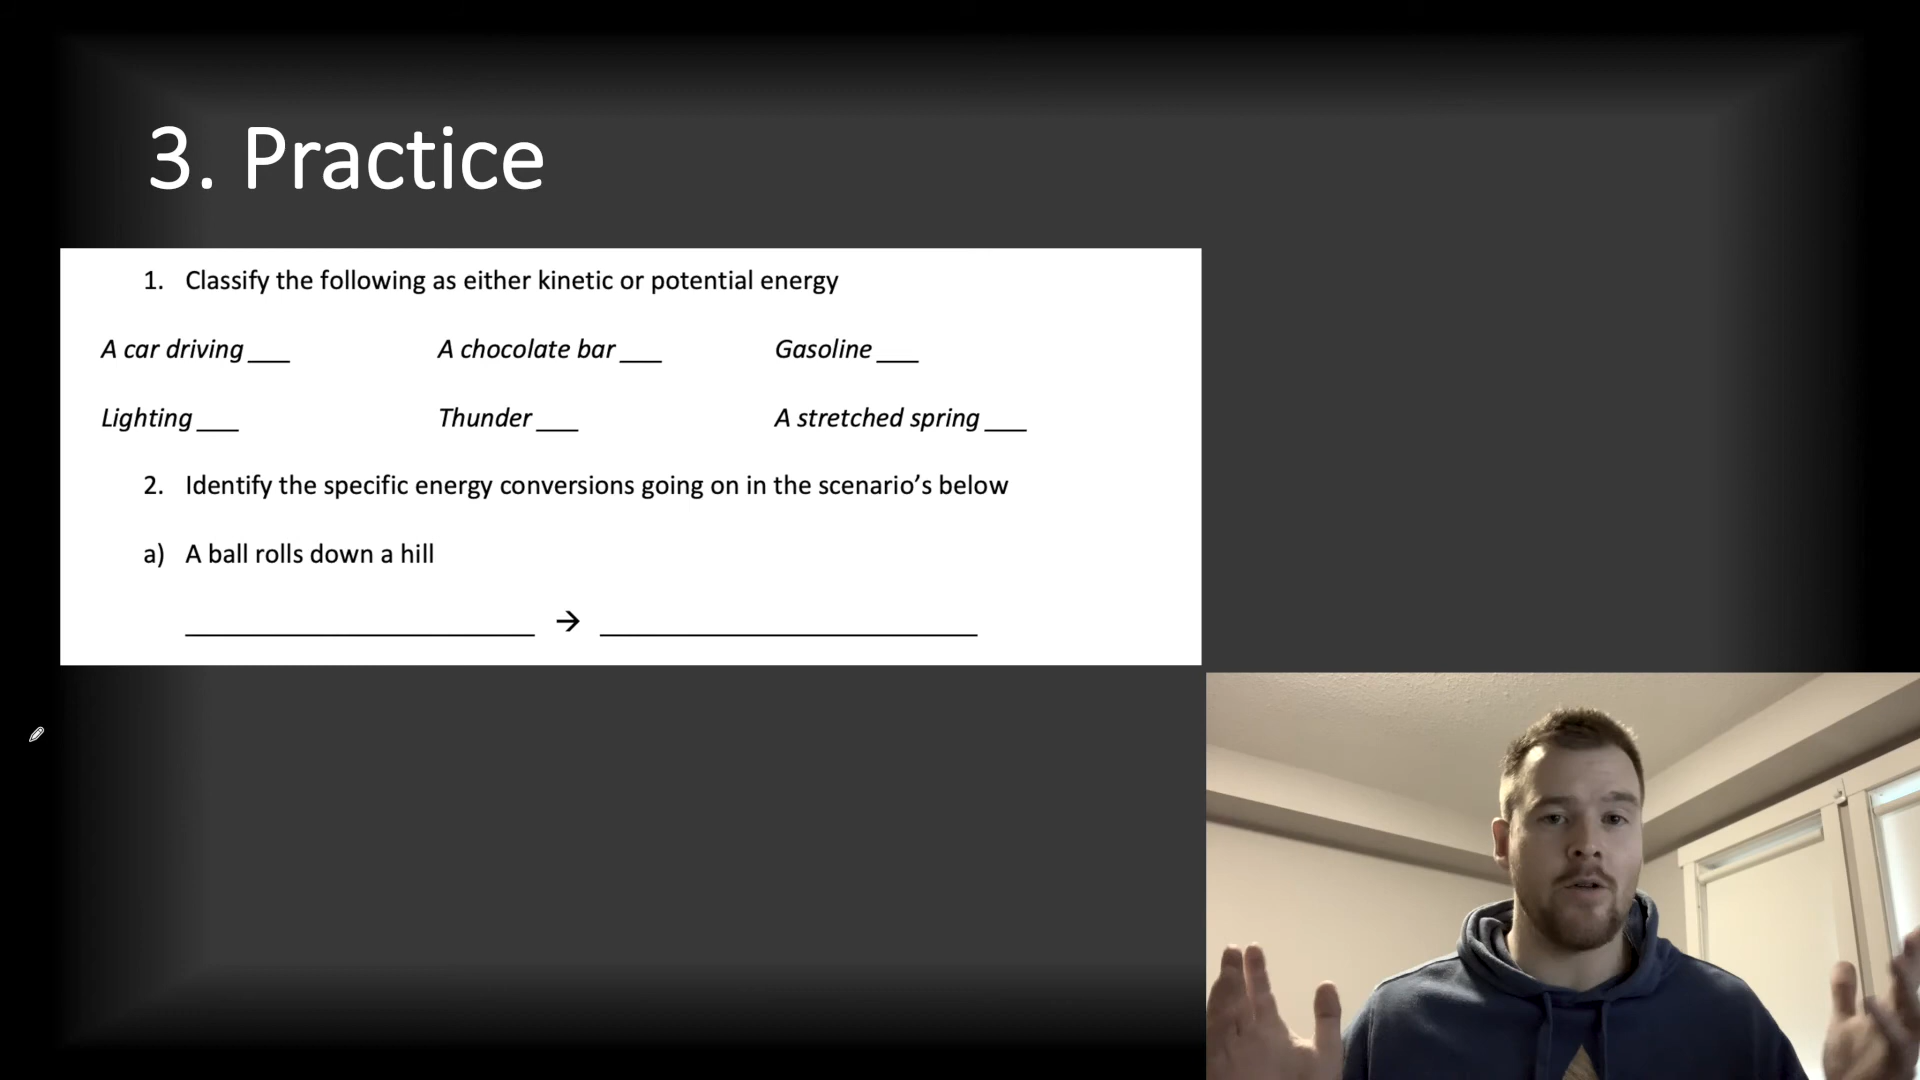 3. Practice
1. Classify the following as either kinetic or potential energy
A car driving ___ A chocolate bar ___ Gasoline ___
Lighting ___ Thunder ___ A stretched spring ___
2. Identify the specific energy conversions going on in the scenario’s below
a) A ball rolls down a hill
_________________________ → ___________________________